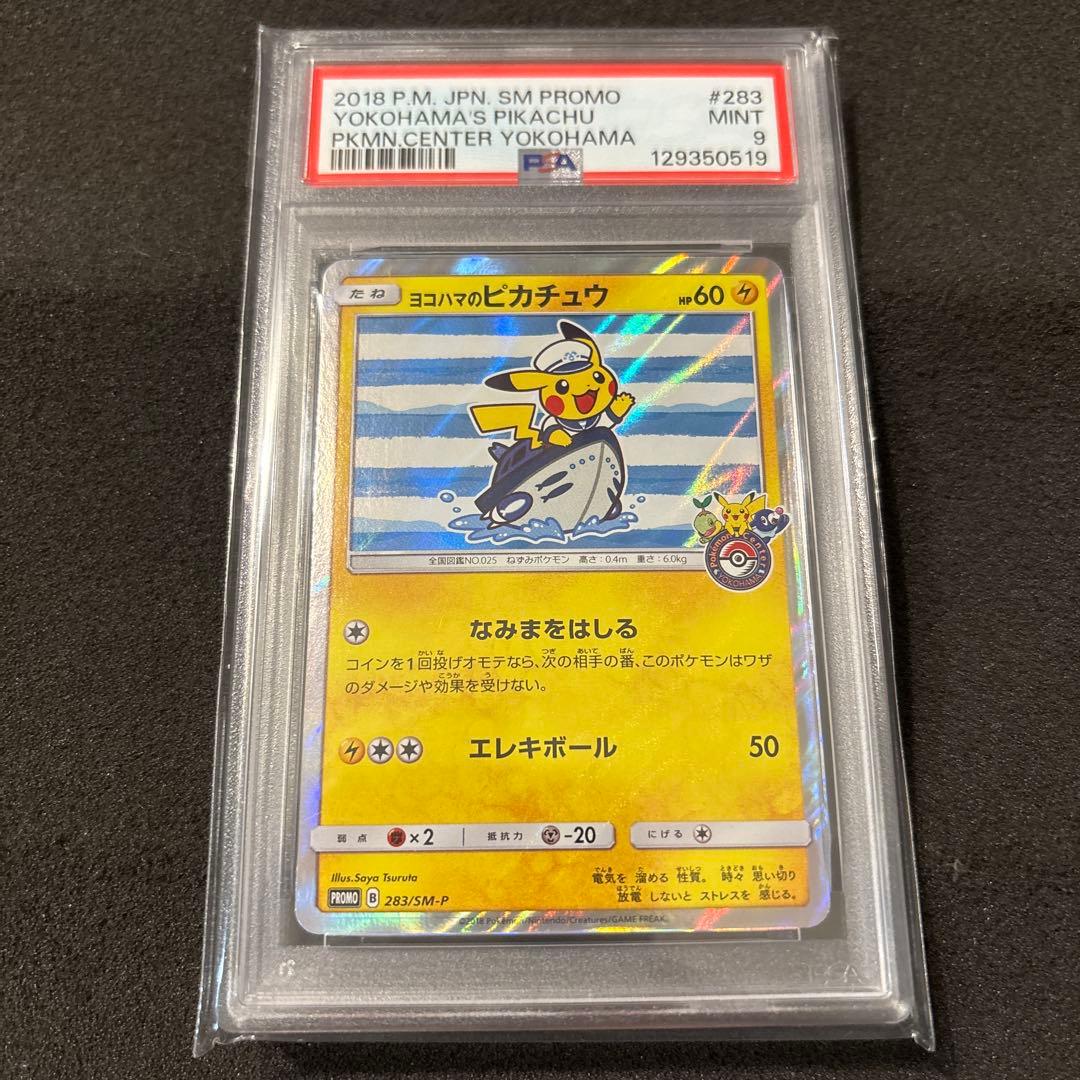 2018 P.M. JPN. SM PROMO #283
YOKOHAMA'S PIKACHU MINT
PKMN.CENTER YOKOHAMA 9
PSA 129350519
たね ヨコハマのピカチュウ HP60
全国図鑑NO.025 ねずみポケモン 高さ:0.4m 重さ:6.0kg
Pokémon Center
YOKOHAMA
なみまをはしる
コインを1回投げオモテなら、次の相手の番、このポケモンはワザ
のダメージや効果を受けない。
エレキボール 50
弱点 ×2 抵抗力 -20 にげる
Illus.Saya Tsuruta
電気を 溜める 性質。 時々 思い切り
放電 しないと ストレスを 感じる。
PROMO B 283/SM-P
©2018 Pokémon/Nintendo/Creatures/GAME FREAK